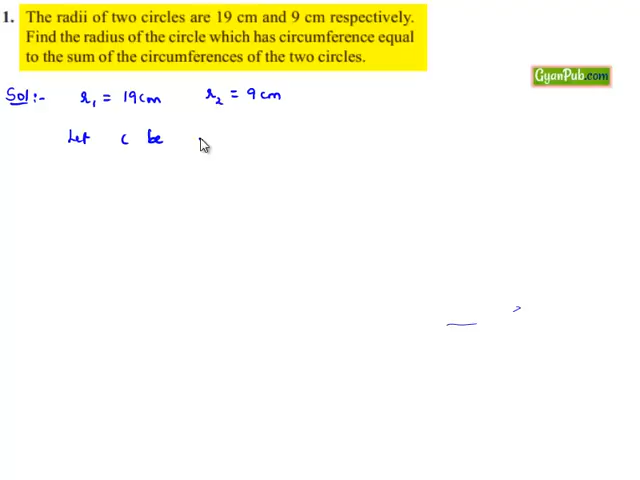 1. The radii of two circles are 19 cm and 9 cm respectively.
Find the radius of the circle which has circumference equal
to the sum of the circumferences of the two circles.
GyanPub.com
Sol:- r₁ = 19cm r₂ = 9cm
Let C be